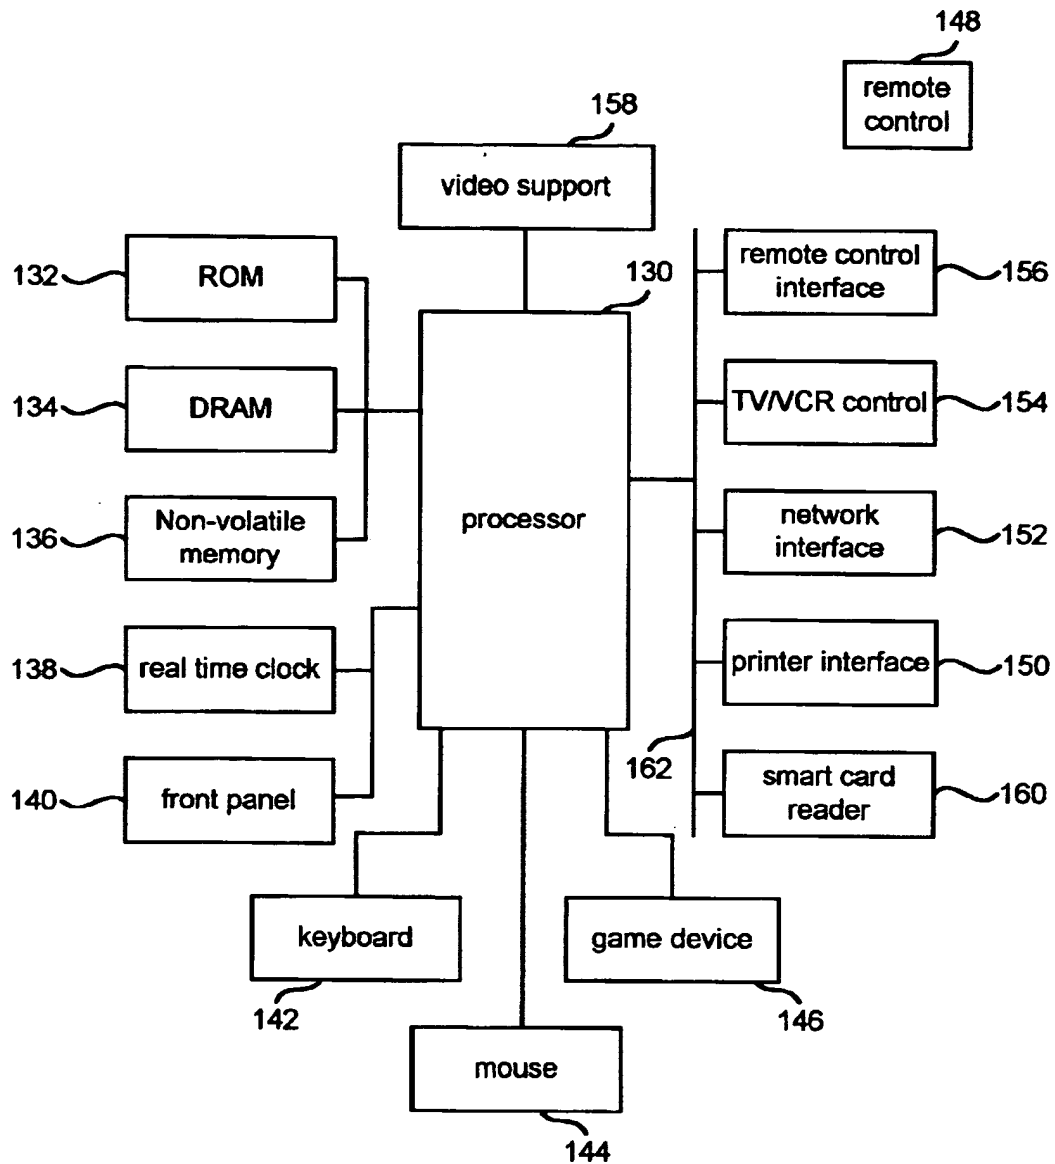 148
remote
control
158
video support
132
ROM
130
remote control
interface
156
134
DRAM
TV/VCR control
154
136
Non-volatile
memory
processor
network
interface
152
138
real time clock
printer interface
150
140
front panel
162
smart card
reader
160
keyboard
game device
142
146
mouse
144